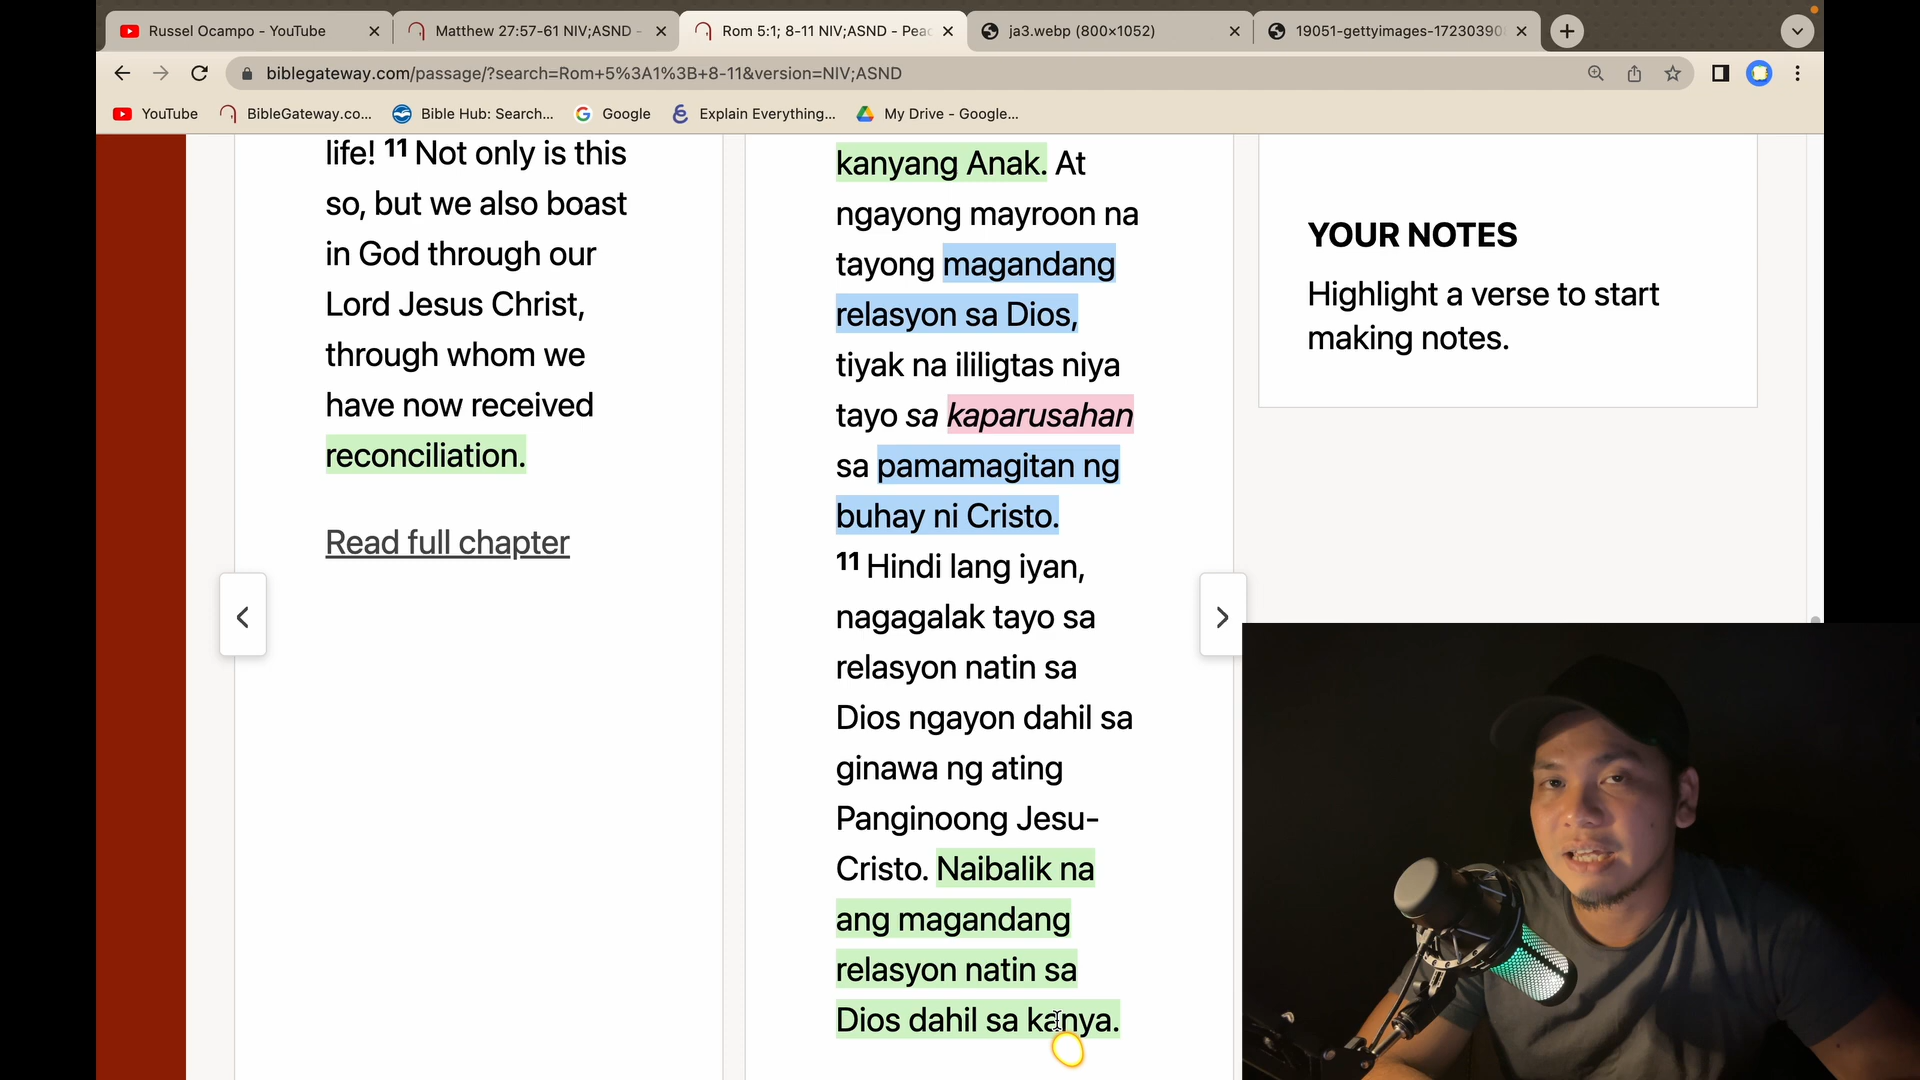 Russel Ocampo - YouTube
Matthew 27:57-61 NIV;ASND -
Rom 5:1; 8-11 NIV;ASND - Peac
ja3.webp (800×1052)
19051-gettyimages-172303900
biblegateway.com/passage/?search=Rom+5%3A1%3B+8-11&version=NIV;ASND
YouTube
BibleGateway.co...
Bible Hub: Search...
Google
Explain Everything...
My Drive - Google...
life! 11 Not only is this
so, but we also boast
in God through our
Lord Jesus Christ,
through whom we
have now received
reconciliation.
Read full chapter
kanyang Anak. At
ngayong mayroon na
tayong magandang
relasyon sa Dios,
tiyak na ililigtas niya
tayo sa kaparusahan
sa pamamagitan ng
buhay ni Cristo.
11 Hindi lang iyan,
nagagalak tayo sa
relasyon natin sa
Dios ngayon dahil sa
ginawa ng ating
Panginoong Jesu-
Cristo. Naibalik na
ang magandang
relasyon natin sa
Dios dahil sa kanya.
YOUR NOTES
Highlight a verse to start
making notes.